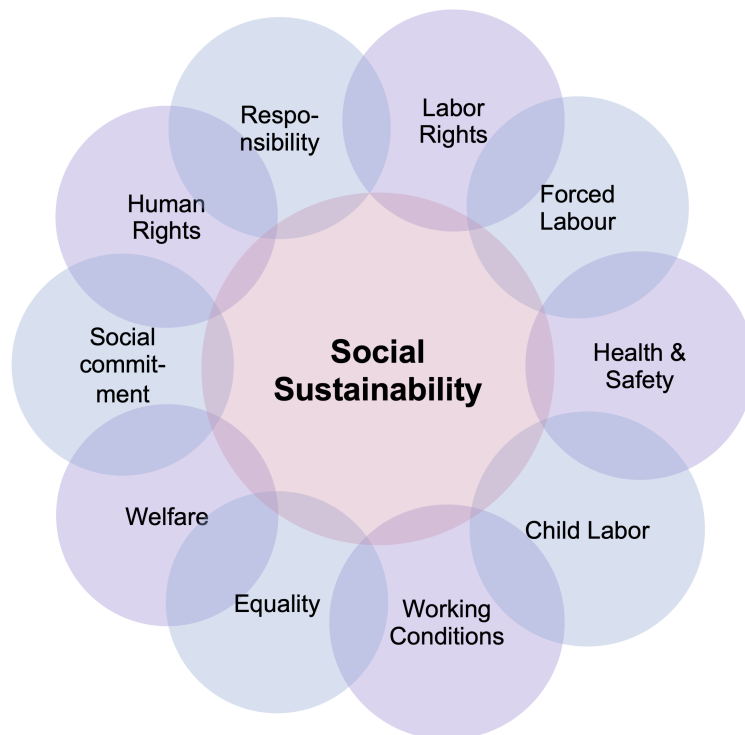 Respo-
nsibility
Labor
Rights
Forced
Labour
Human
Rights
Health &
Safety
Social
commit-
ment
Social
Sustainability
Child Labor
Welfare
Equality
Working
Conditions